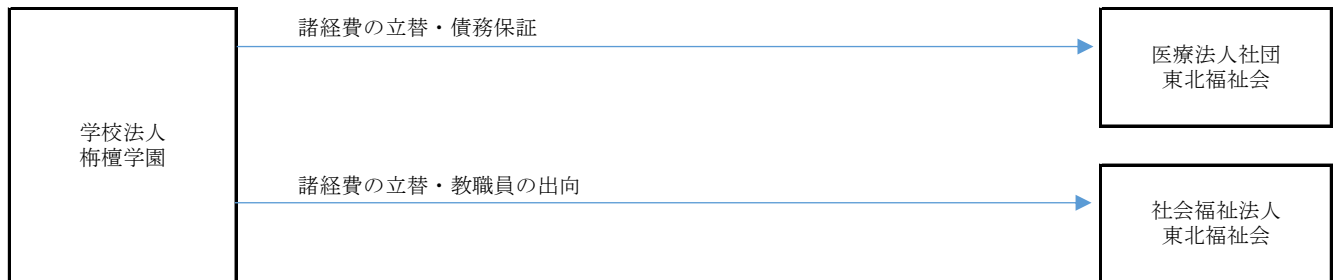 諸経費の立替・債務保証
医療法人社団
東北福祉会
学校法人
栴檀学園
諸経費の立替・教職員の出向
社会福祉法人
東北福祉会